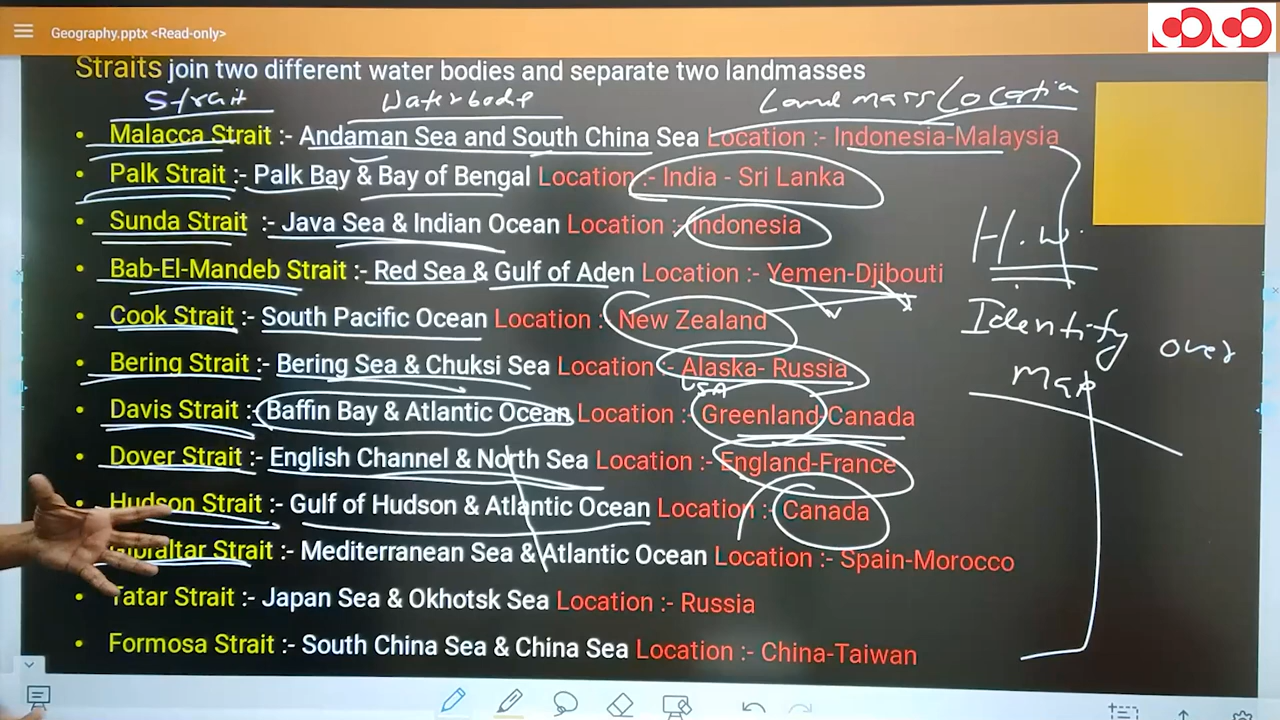 Geography.pptx <Read-only>
Straits join two different water bodies and separate two landmasses
Strait Waterbody Landmass Location
• Malacca Strait :- Andaman Sea and South China Sea Location :- Indonesia-Malaysia
• Palk Strait :- Palk Bay & Bay of Bengal Location :- India - Sri Lanka
• Sunda Strait :- Java Sea & Indian Ocean Location :- Indonesia
H.W.
• Bab-El-Mandeb Strait :- Red Sea & Gulf of Aden Location :- Yemen-Djibouti
• Cook Strait :- South Pacific Ocean Location : New Zealand
Identify over
Map
• Bering Strait :- Bering Sea & Chuksi Sea Location :- Alaska- Russia
USA
• Davis Strait :- Baffin Bay & Atlantic Ocean Location :- Greenland-Canada
• Dover Strait :- English Channel & North Sea Location :- England-France
• Hudson Strait :- Gulf of Hudson & Atlantic Ocean Location :- Canada
Gibraltar Strait :- Mediterranean Sea & Atlantic Ocean Location :- Spain-Morocco
• Tatar Strait :- Japan Sea & Okhotsk Sea Location :- Russia
• Formosa Strait :- South China Sea & China Sea Location :- China-Taiwan